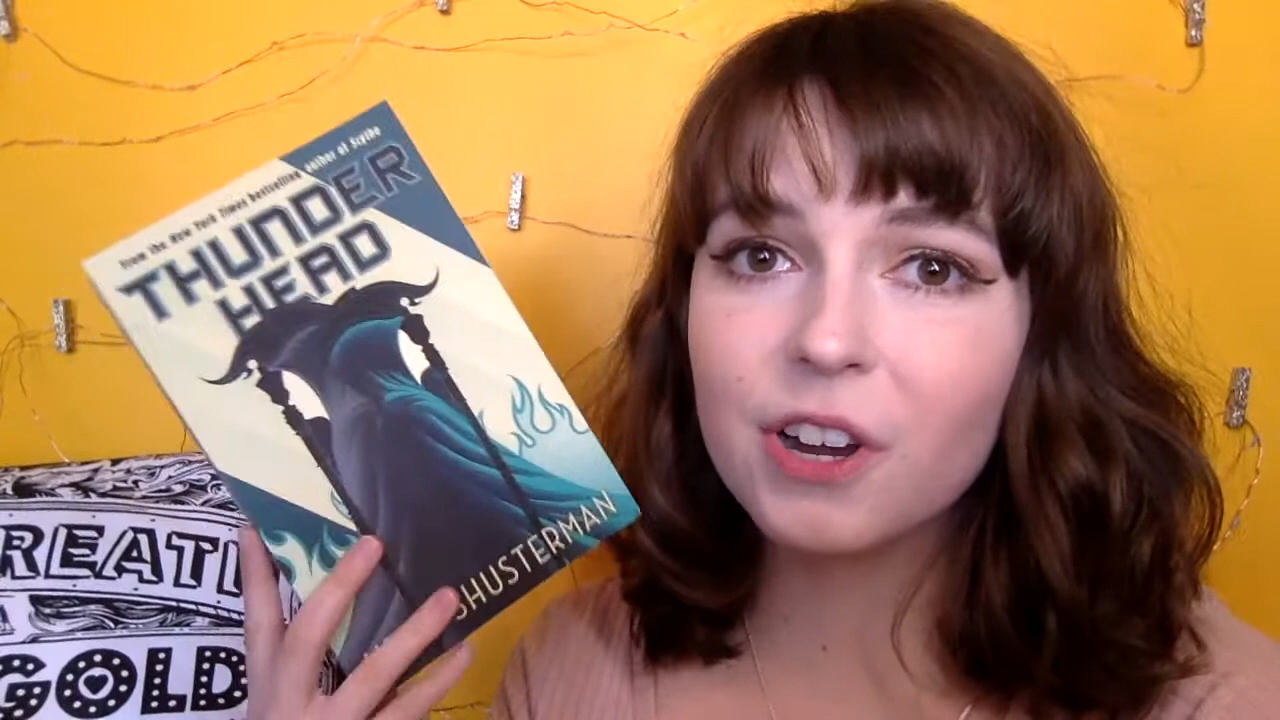 From the New York Times bestselling author of Scythe
THUNDER
HEAD
SHUSTERMAN
REATI
GOLD